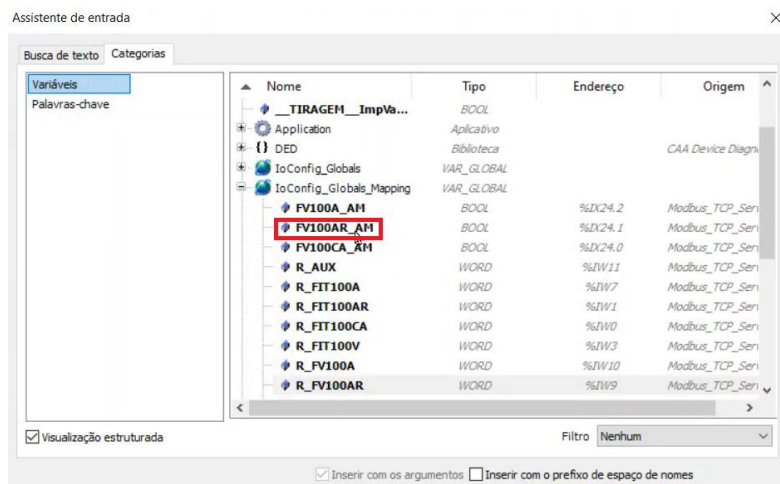 Assistente de entrada
Busca de texto Categorias
Variáveis
Palavras-chave
Nome Tipo Endereço Origem
__TIRAGEM__ImpVa... BOOL
Application Aplicativo
{} DED Biblioteca CAA Device Diagn
IoConfig_Globals VAR_GLOBAL
IoConfig_Globals_Mapping VAR_GLOBAL
FV100A_AM BOOL %IX24.2 Modbus_TCP_Ser
FV100AR_AM BOOL %IX24.1 Modbus_TCP_Ser
FV100CA_AM BOOL %IX24.0 Modbus_TCP_Ser
R_AUX WORD %IW11 Modbus_TCP_Ser
R_FIT100A WORD %IW7 Modbus_TCP_Ser
R_FIT100AR WORD %IW1 Modbus_TCP_Ser
R_FIT100CA WORD %IW0 Modbus_TCP_Ser
R_FIT100V WORD %IW3 Modbus_TCP_Ser
R_FV100A WORD %IW10 Modbus_TCP_Ser
R_FV100AR WORD %IW9 Modbus_TCP_Ser
Visualização estruturada
Filtro Nenhum
Inserir com os argumentos Inserir com o prefixo de espaço de nomes